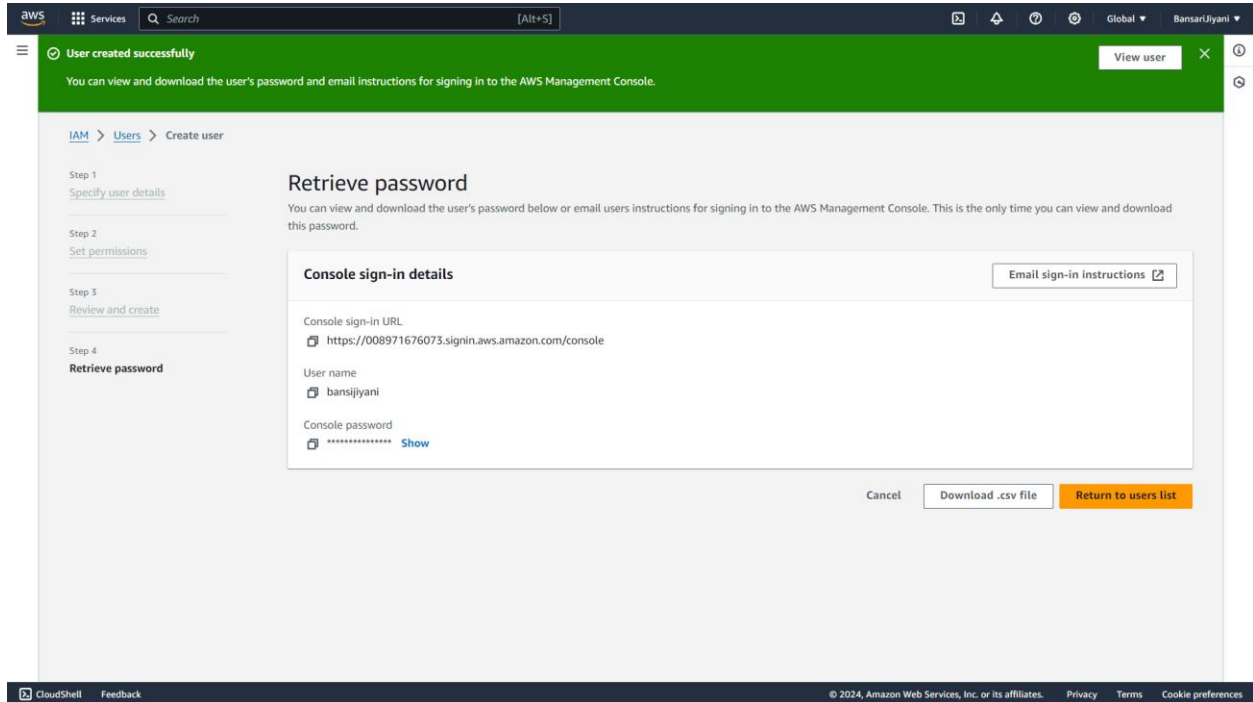 aws
Services
Search
[Alt+S]
Global
BansariJiyani
User created successfully
You can view and download the user's password and email instructions for signing in to the AWS Management Console.
View user
IAM > Users > Create user
Step 1
Specify user details
Step 2
Set permissions
Step 3
Review and create
Step 4
Retrieve password
Retrieve password
You can view and download the user's password below or email users instructions for signing in to the AWS Management Console. This is the only time you can view and download
this password.
Console sign-in details
Email sign-in instructions
Console sign-in URL
https://008971676073.signin.aws.amazon.com/console
User name
bansijiyani
Console password
*************** Show
Cancel
Download .csv file
Return to users list
CloudShell
Feedback
© 2024, Amazon Web Services, Inc. or its affiliates.
Privacy
Terms
Cookie preferences